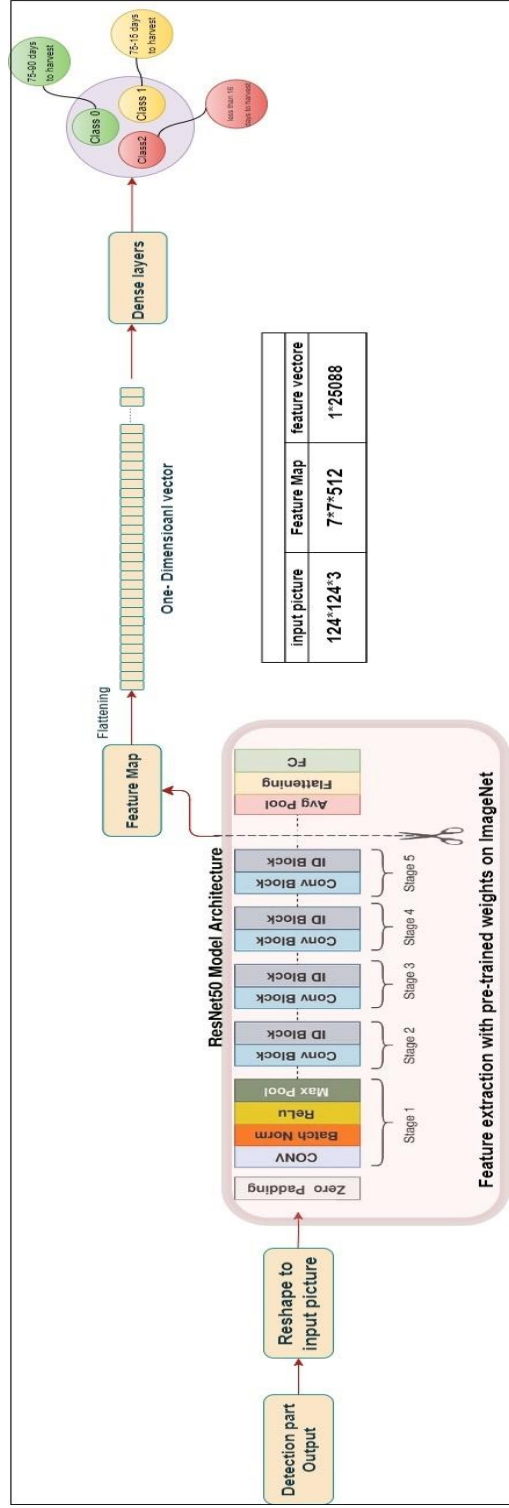 Detection part
Output
Reshape to
input picture
ResNet50 Model Architecture
Zero Padding
CONV
Batch Norm
ReLu
Max Pool
Conv Block
ID Block
Conv Block
ID Block
Conv Block
ID Block
Conv Block
ID Block
Avg Pool
Flattening
FC
Stage 1
Stage 2
Stage 3
Stage 4
Stage 5
Feature extraction with pre-trained weights on ImageNet
Feature Map
Flattening
One- Dimensioanl vector
Dense layers
Class 0
Class 1
Class2
75-90 days
to harvest
75-15 days
to harvest
less than 16
days to harvest
input picture
Feature Map
feature vectore
124*124*3
7*7*512
1*25088